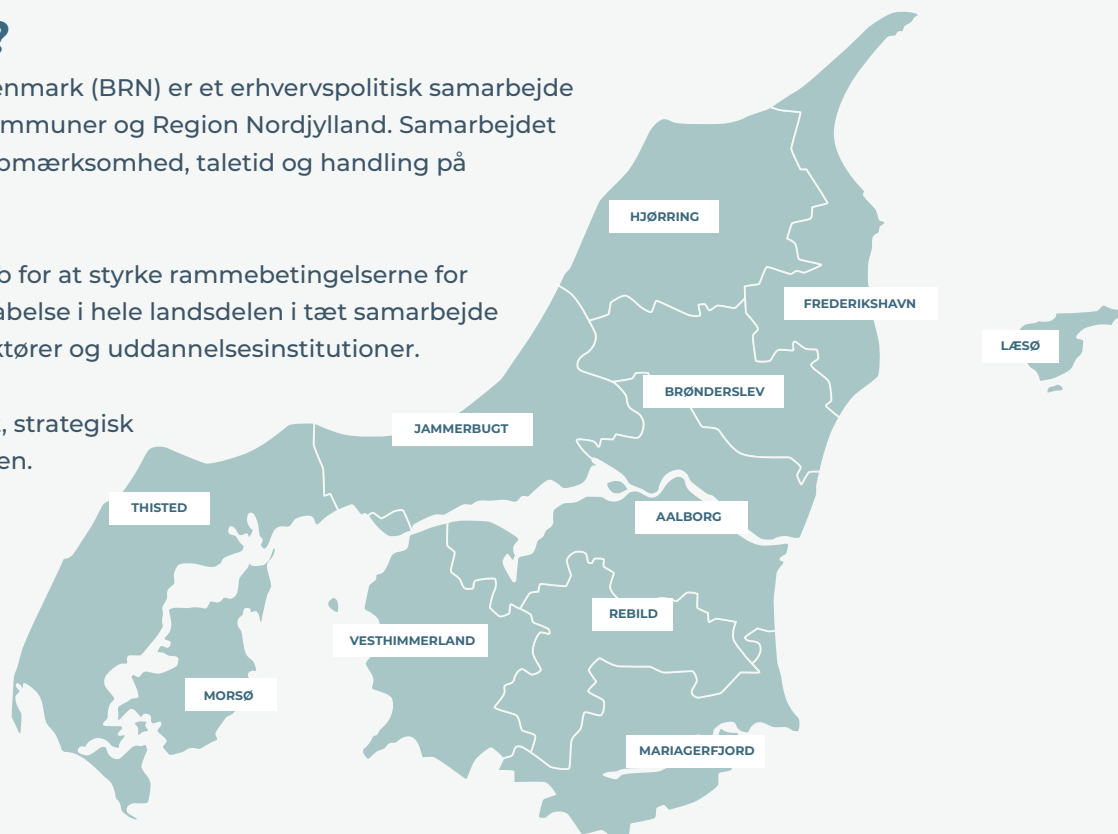 ?
enmark (BRN) er et erhvervspolitisk samarbejde
mmuner og Region Nordjylland. Samarbejdet
pmærksomhed, taletid og handling på
for at styrke rammebetingelserne for
abelse i hele landsdelen i tæt samarbejde
ktører og uddannelsesinstitutioner.
, strategisk
en.
HJØRRING
FREDERIKSHAVN
LÆSØ
BRØNDERSLEV
JAMMERBUGT
THISTED
AALBORG
REBILD
VESTHIMMERLAND
MORSØ
MARIAGERFJORD